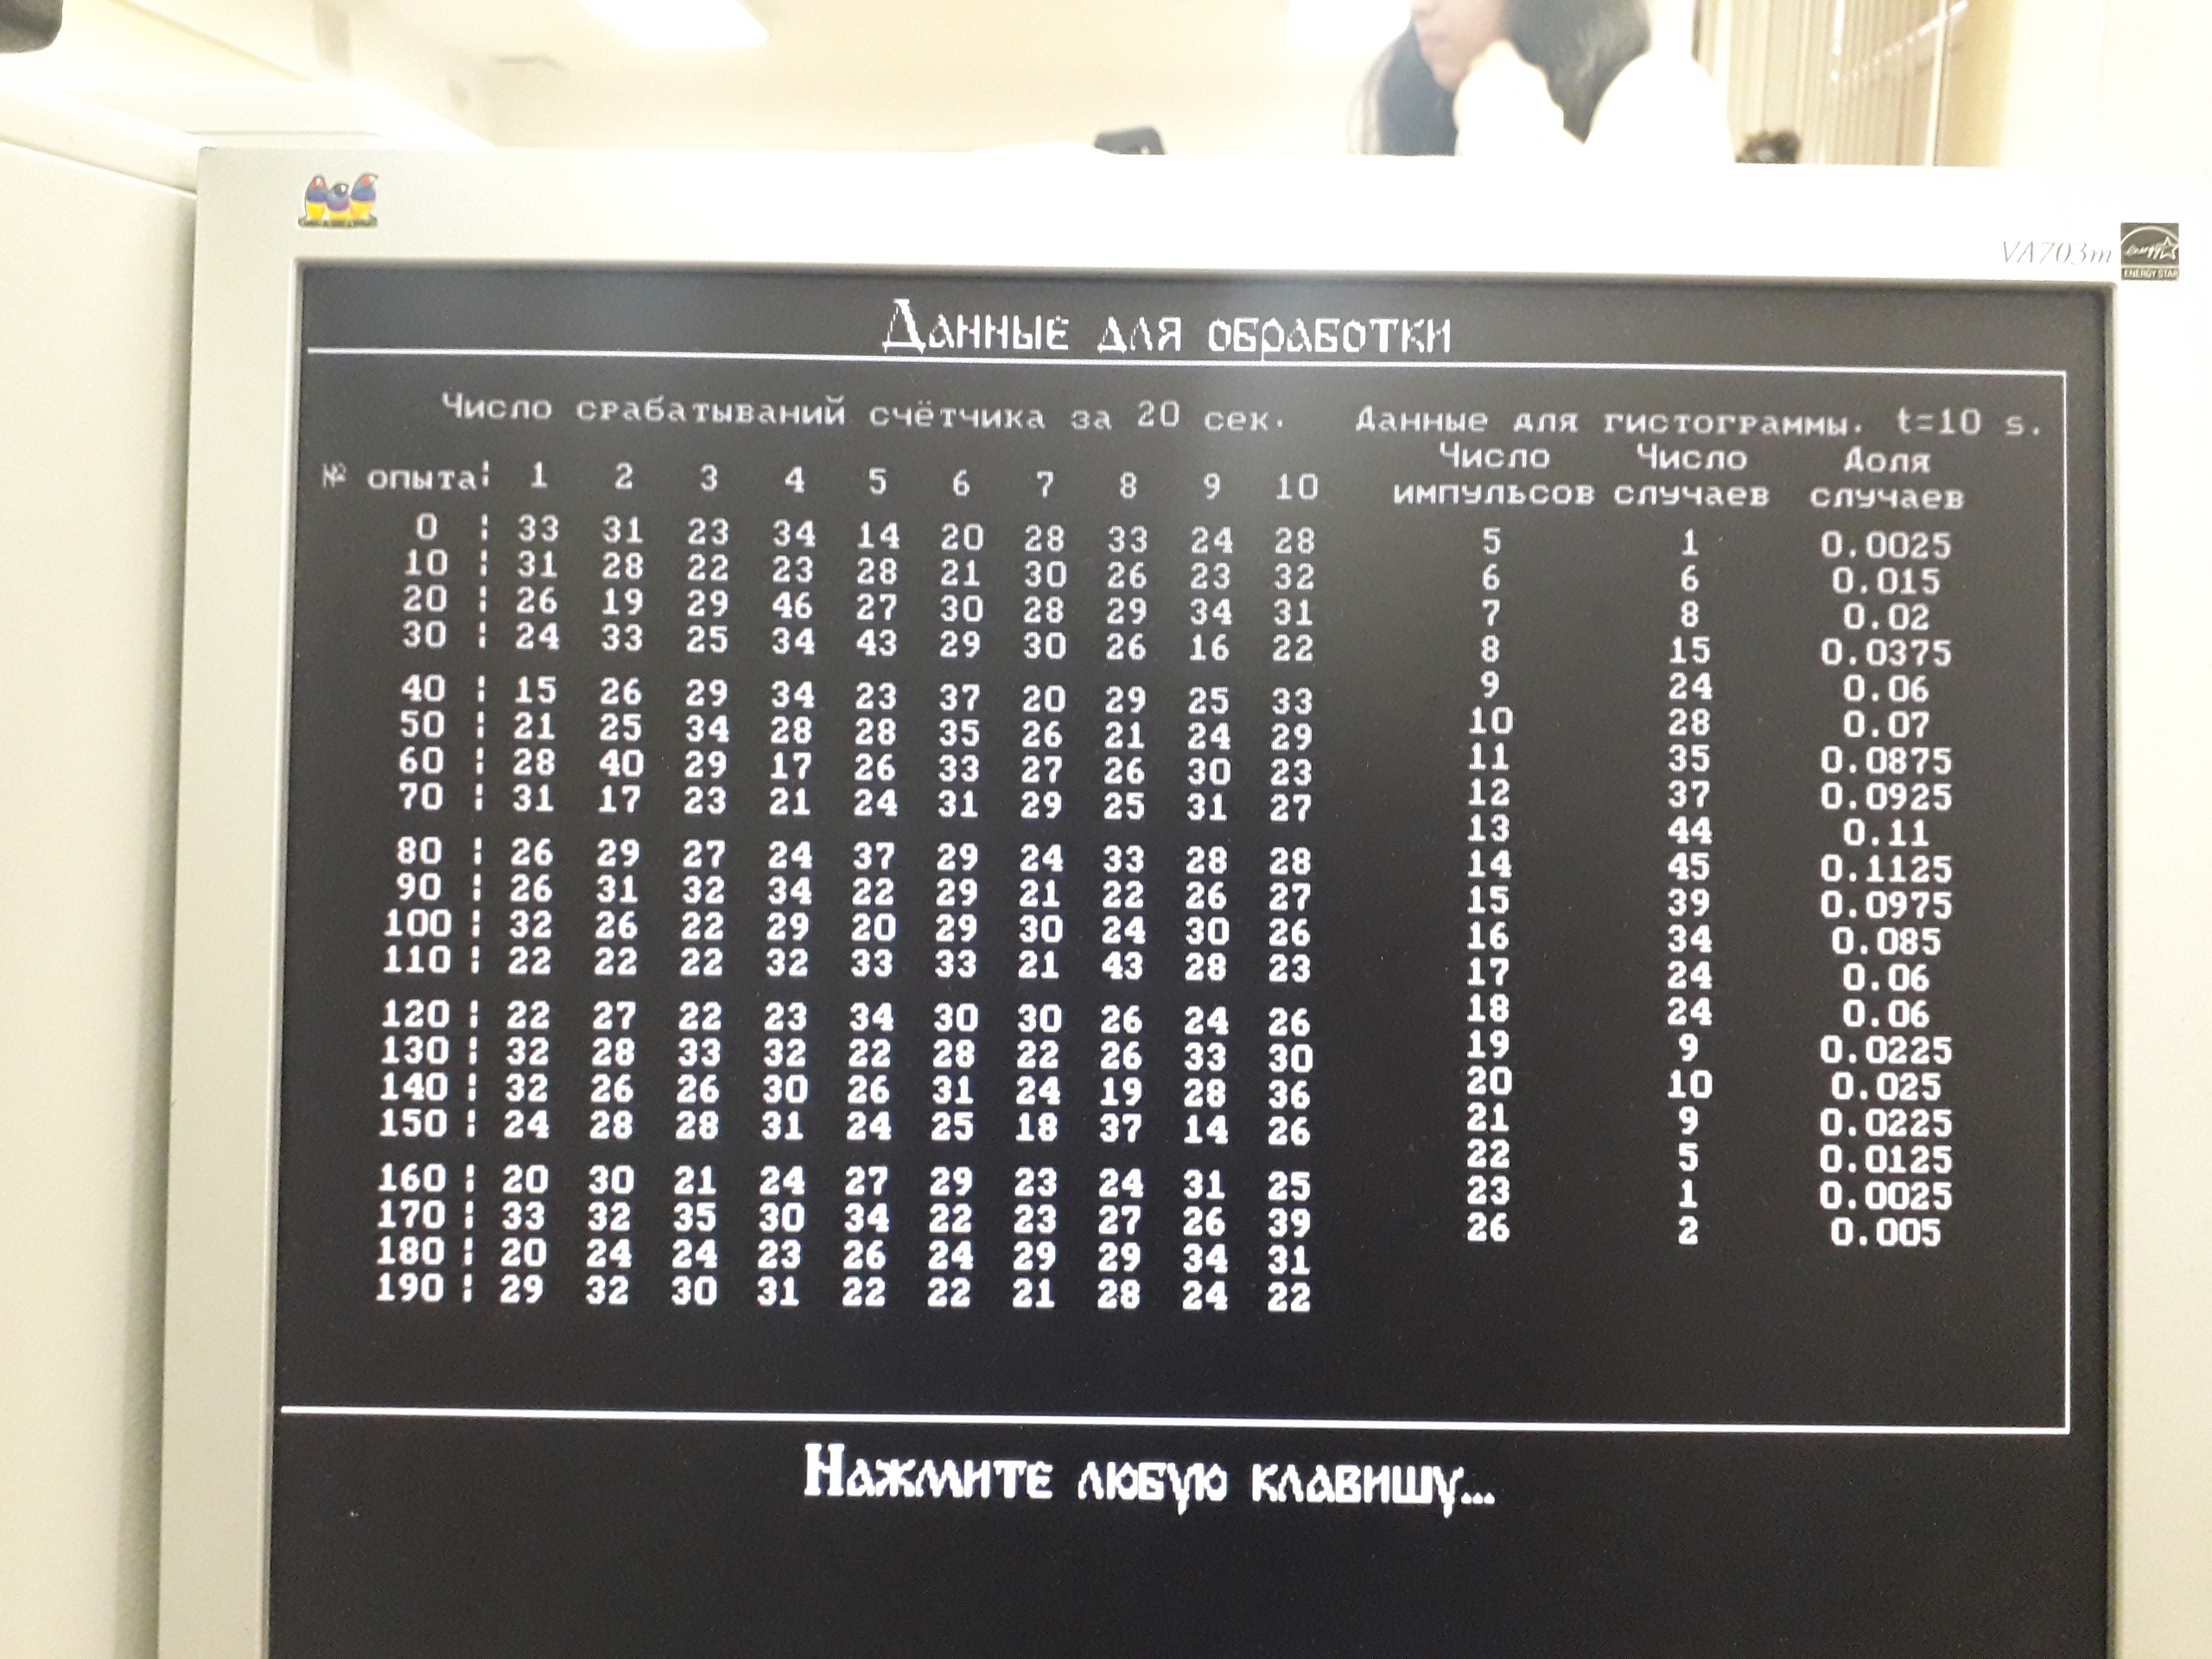 VA703m
ENERGY STAR
Данные для обработки
Число срабатываний счётчика за 20 сек. Данные для гистограммы. t=10 s.
№ опыта¦ 1 2 3 4 5 6 7 8 9 10 Число импульсов Число случаев Доля случаев
0 ¦ 33 31 23 34 14 20 28 33 24 28 5 1 0.0025
10 ¦ 31 28 22 23 28 21 30 26 23 32 6 6 0.015
20 ¦ 26 19 29 46 27 30 28 29 34 31 7 8 0.02
30 ¦ 24 33 25 34 43 29 30 26 16 22 8 15 0.0375
9 24 0.06
40 ¦ 15 26 29 34 23 37 20 29 25 33 10 28 0.07
50 ¦ 21 25 34 28 28 35 26 21 24 29 11 35 0.0875
60 ¦ 28 40 29 17 26 33 27 26 30 23 12 37 0.0925
70 ¦ 31 17 23 21 24 31 29 25 31 27 13 44 0.11
80 ¦ 26 29 27 24 37 29 24 33 28 28 14 45 0.1125
90 ¦ 26 31 32 34 22 29 21 22 26 27 15 39 0.0975
100 ¦ 32 26 22 29 20 29 30 24 30 26 16 34 0.085
110 ¦ 22 22 22 32 33 33 21 43 28 23 17 24 0.06
18 24 0.06
120 ¦ 22 27 22 23 34 30 30 26 24 26 19 9 0.0225
130 ¦ 32 28 33 32 22 28 22 26 33 30 20 10 0.025
140 ¦ 32 26 26 30 26 31 24 19 28 36 21 9 0.0225
150 ¦ 24 28 28 31 24 25 18 37 14 26 22 5 0.0125
160 ¦ 20 30 21 24 27 29 23 24 31 25 23 1 0.0025
170 ¦ 33 32 35 30 34 22 23 27 26 39 26 2 0.005
180 ¦ 20 24 24 23 26 24 29 29 34 31
190 ¦ 29 32 30 31 22 22 21 28 24 22
Нажмите любую клавишу...